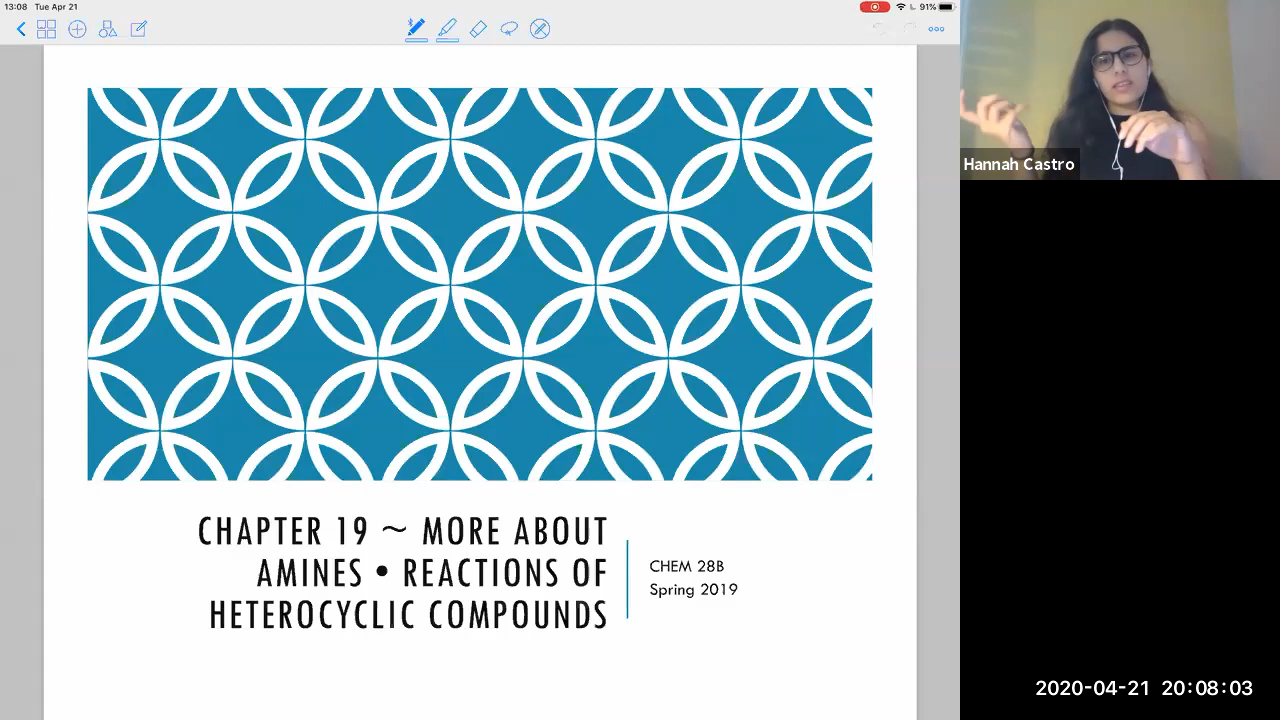 13:08 Tue Apr 21
91%
Hannah Castro
CHAPTER 19 ~ MORE ABOUT
AMINES • REACTIONS OF
HETEROCYCLIC COMPOUNDS
CHEM 28B
Spring 2019
2020-04-21 20:08:03